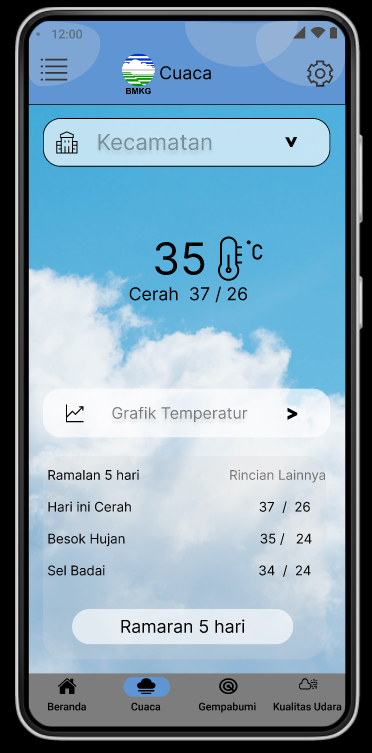 12:00
BMKG
Cuaca
Kecamatan
35 °C
Cerah 37 / 26
Grafik Temperatur >
Ramalan 5 hari Rincian Lainnya
Hari ini Cerah 37 / 26
Besok Hujan 35 / 24
Sel Badai 34 / 24
Ramaran 5 hari
Beranda Cuaca Gempabumi Kualitas Udara